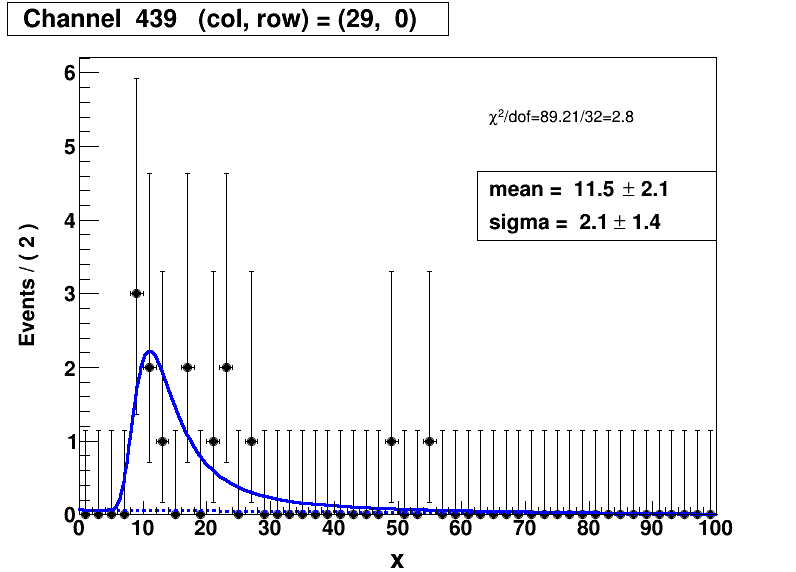 Channel 439 (col, row) = (29, 0)
χ²/dof=89.21/32=2.8
mean = 11.5 ± 2.1
sigma = 2.1 ± 1.4
Events / ( 2 )
6
5
4
3
2
1
0
0 10 20 30 40 50 60 70 80 90 100
x